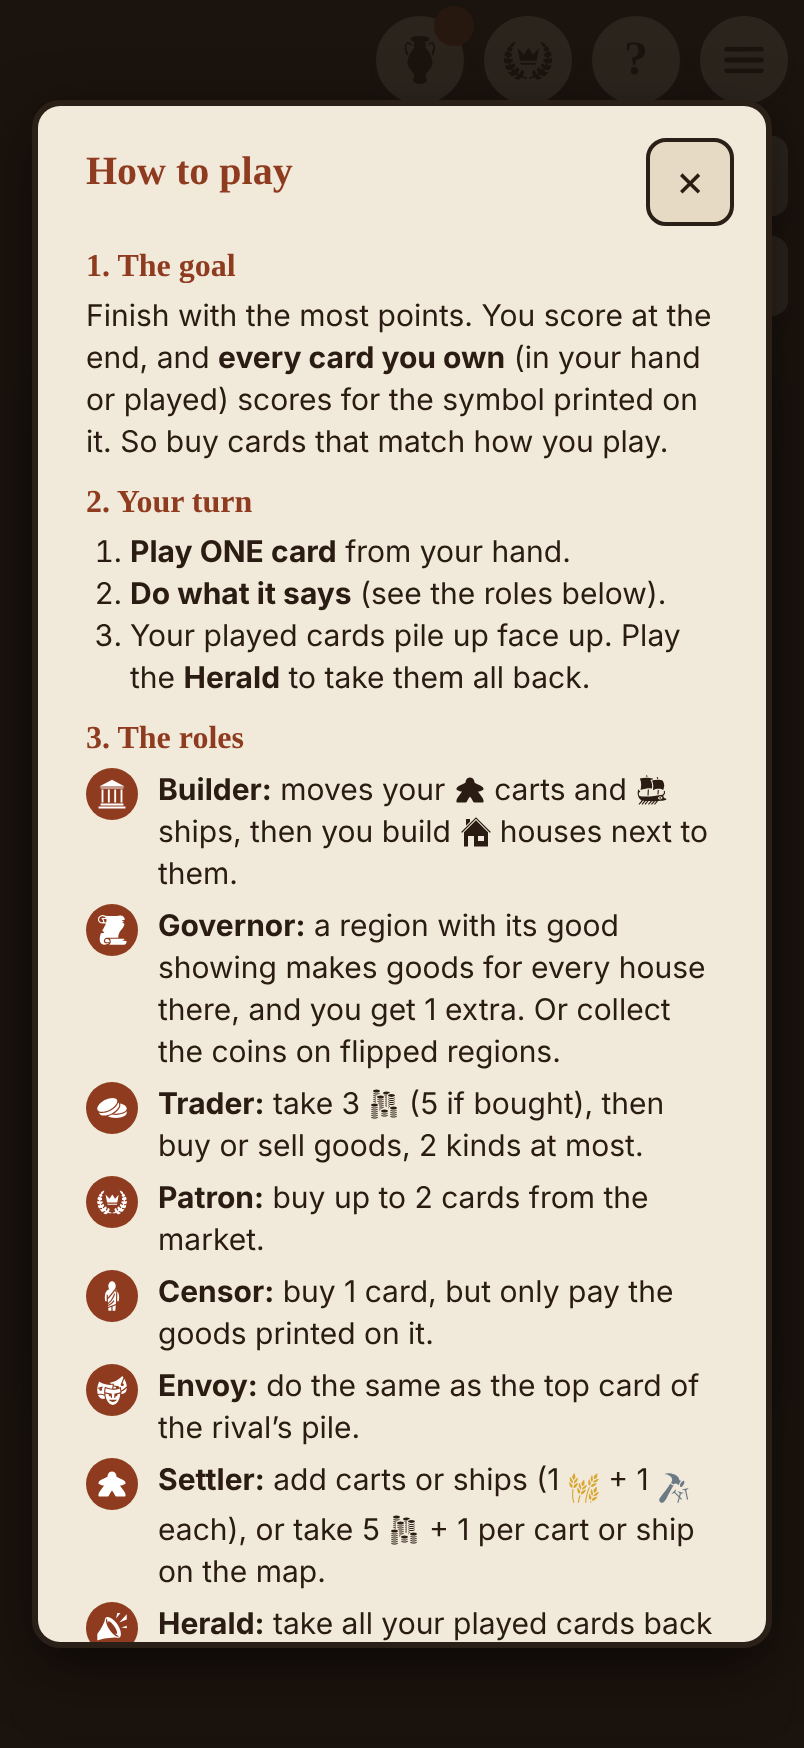 ?
How to play
×
1. The goal
Finish with the most points. You score at the
end, and every card you own (in your hand
or played) scores for the symbol printed on
it. So buy cards that match how you play.
2. Your turn
1. Play ONE card from your hand.
2. Do what it says (see the roles below).
3. Your played cards pile up face up. Play
the Herald to take them all back.
3. The roles
Builder: moves your carts and
ships, then you build houses next to
them.
Governor: a region with its good
showing makes goods for every house
there, and you get 1 extra. Or collect
the coins on flipped regions.
Trader: take 3 (5 if bought), then
buy or sell goods, 2 kinds at most.
Patron: buy up to 2 cards from the
market.
Censor: buy 1 card, but only pay the
goods printed on it.
Envoy: do the same as the top card of
the rival’s pile.
Settler: add carts or ships (1 + 1
each), or take 5 + 1 per cart or ship
on the map.
Herald: take all your played cards back